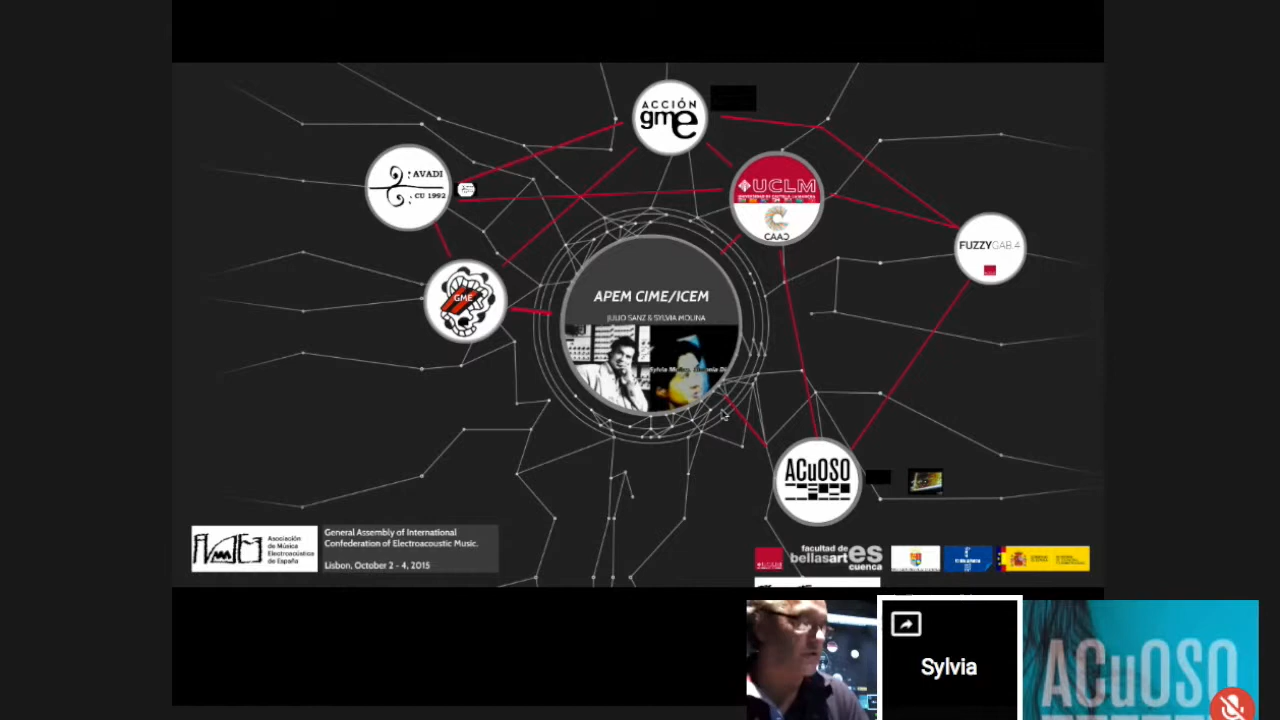 ACCIÓN
gme
AVADI
CU 1992
UCLM
CAAC
FUZZYGAB.4
GME
APEM CIME/ICEM
JULIO SANZ & SYLVIA MOLINA
ACuOSO
Asociación
de Música
Electroacústica
de España
General Assembly of International
Confederation of Electroacoustic Music.
Lisbon, October 2 - 4, 2015
facultad de
bellasartes
cuenca
Sylvia
ACuOSO